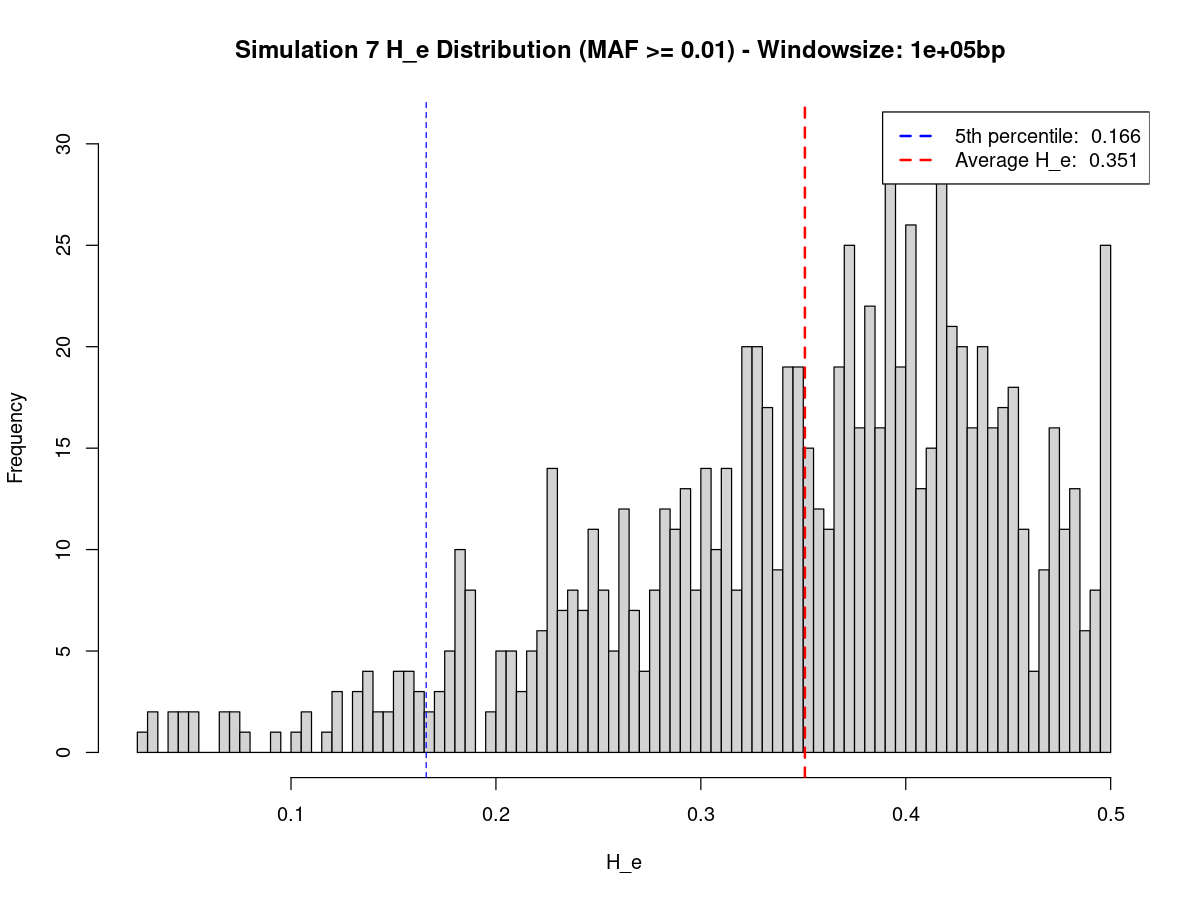 Simulation 7 H_e Distribution (MAF >= 0.01) - Windowsize: 1e+05bp
5th percentile: 0.166
Average H_e: 0.351
Frequency
30
25
20
15
10
5
0
0.1 0.2 0.3 0.4 0.5
H_e